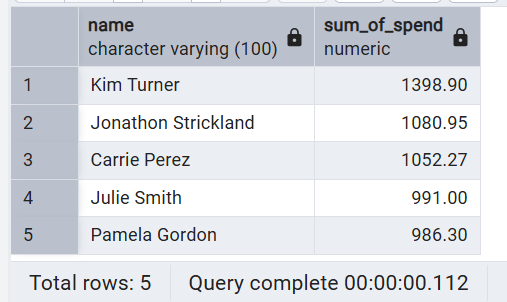 name sum_of_spend
character varying (100) numeric
1 Kim Turner 1398.90
2 Jonathon Strickland 1080.95
3 Carrie Perez 1052.27
4 Julie Smith 991.00
5 Pamela Gordon 986.30
Total rows: 5 Query complete 00:00:00.112